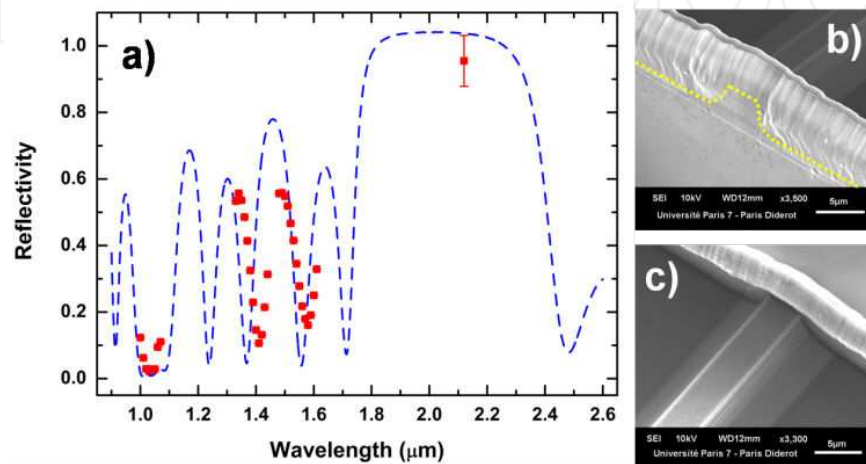 a)
Reflectivity
1.0
0.8
0.6
0.4
0.2
0.0
1.0 1.2 1.4 1.6 1.8 2.0 2.2 2.4 2.6
Wavelength (μm)
b)
SEI 10kV WD12mm x3,500 5μm
Université Paris 7 - Paris Diderot
c)
SEI 10kV WD12mm x3,300 5μm
Université Paris 7 - Paris Diderot